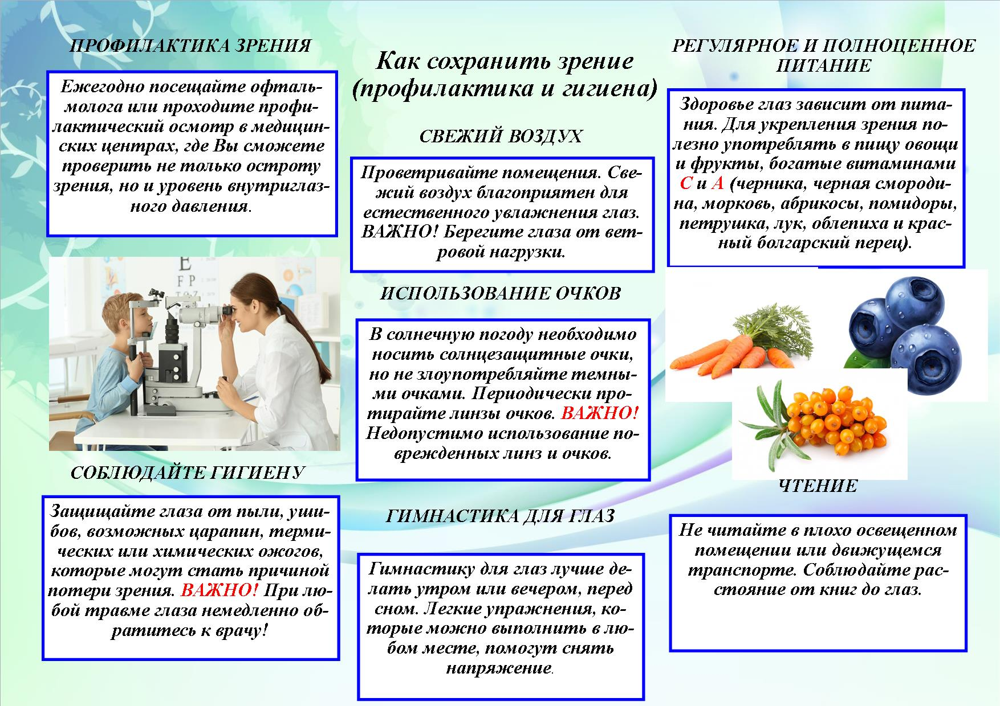 ПРОФИЛАКТИКА ЗРЕНИЯ
Ежегодно посещайте офталь-
молога или проходите профи-
лактический осмотр в медицин-
ских центрах, где Вы сможете
проверить не только остроту
зрения, но и уровень внутриглаз-
ного давления.
E
F P
СОБЛЮДАЙТЕ ГИГИЕНУ
Защищайте глаза от пыли, уши-
бов, возможных царапин, терми-
ческих или химических ожогов,
которые могут стать причиной
потери зрения. ВАЖНО! При лю-
бой травме глаза немедленно об-
ратитесь к врачу!
Как сохранить зрение
(профилактика и гигиена)
СВЕЖИЙ ВОЗДУХ
Проветривайте помещения. Све-
жий воздух благоприятен для
естественного увлажнения глаз.
ВАЖНО! Берегите глаза от вет-
ровой нагрузки.
ИСПОЛЬЗОВАНИЕ ОЧКОВ
В солнечную погоду необходимо
носить солнцезащитные очки,
но не злоупотребляйте темны-
ми очками. Периодически про-
тирайте линзы очков. ВАЖНО!
Недопустимо использование по-
врежденных линз и очков.
ГИМНАСТИКА ДЛЯ ГЛАЗ
Гимнастику для глаз лучше де-
лать утром или вечером, перед
сном. Легкие упражнения, ко-
торые можно выполнить в лю-
бом месте, помогут снять
напряжение.
РЕГУЛЯРНОЕ И ПОЛНОЦЕННОЕ
ПИТАНИЕ
Здоровье глаз зависит от пита-
ния. Для укрепления зрения по-
лезно употреблять в пищу овощи
и фрукты, богатые витаминами
С и А (черника, черная смороди-
на, морковь, абрикосы, помидоры,
петрушка, лук, облепиха и крас-
ный болгарский перец).
ЧТЕНИЕ
Не читайте в плохо освещенном
помещении или движущемся
транспорте. Соблюдайте рас-
стояние от книг до глаз.